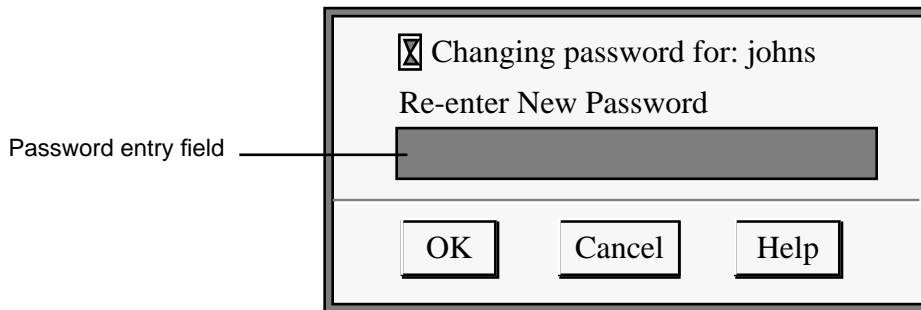 Changing password for: johns
Re-enter New Password
Password entry field
OK Cancel Help